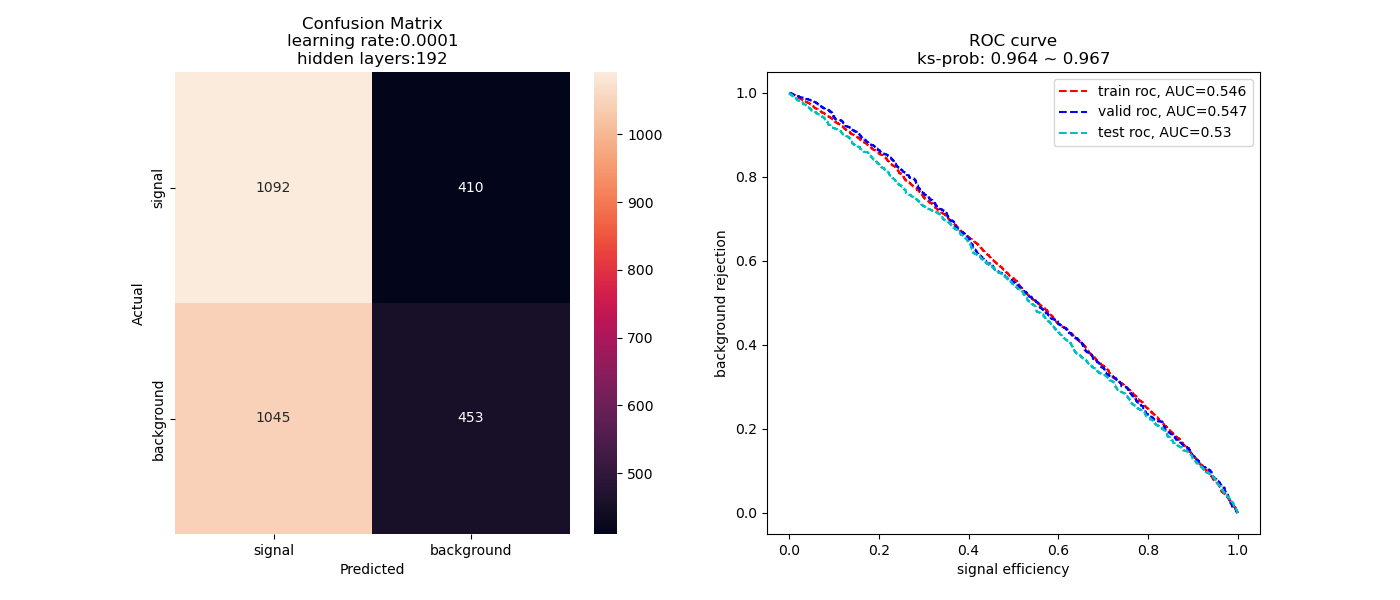 Confusion Matrix
learning rate:0.0001
hidden layers:192
signal
background
Actual
1092
410
1045
453
signal
background
Predicted
1000
900
800
700
600
500
ROC curve
ks-prob: 0.964 ~ 0.967
train roc, AUC=0.546
valid roc, AUC=0.547
test roc, AUC=0.53
background rejection
1.0
0.8
0.6
0.4
0.2
0.0
0.0
0.2
0.4
0.6
0.8
1.0
signal efficiency